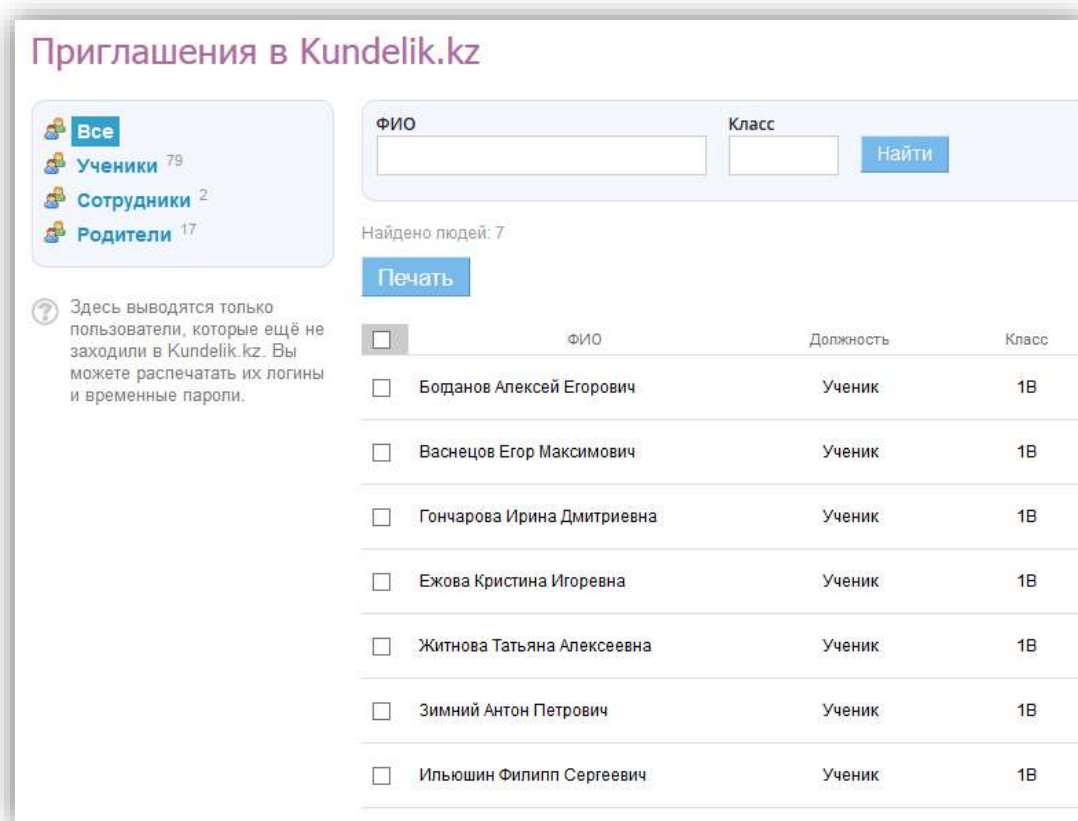 Приглашения в Kundelik.kz
Все
Ученики 79
Сотрудники 2
Родители 17
Здесь выводятся только
пользователи, которые ещё не
заходили в Kundelik.kz. Вы
можете распечатать их логины
и временные пароли.
ФИО Класс
Найти
Найдено людей: 7
Печать
ФИО Должность Класс
Богданов Алексей Егорович Ученик 1В
Васнецов Егор Максимович Ученик 1В
Гончарова Ирина Дмитриевна Ученик 1В
Ежова Кристина Игоревна Ученик 1В
Житнова Татьяна Алексеевна Ученик 1В
Зимний Антон Петрович Ученик 1В
Ильюшин Филипп Сергеевич Ученик 1В